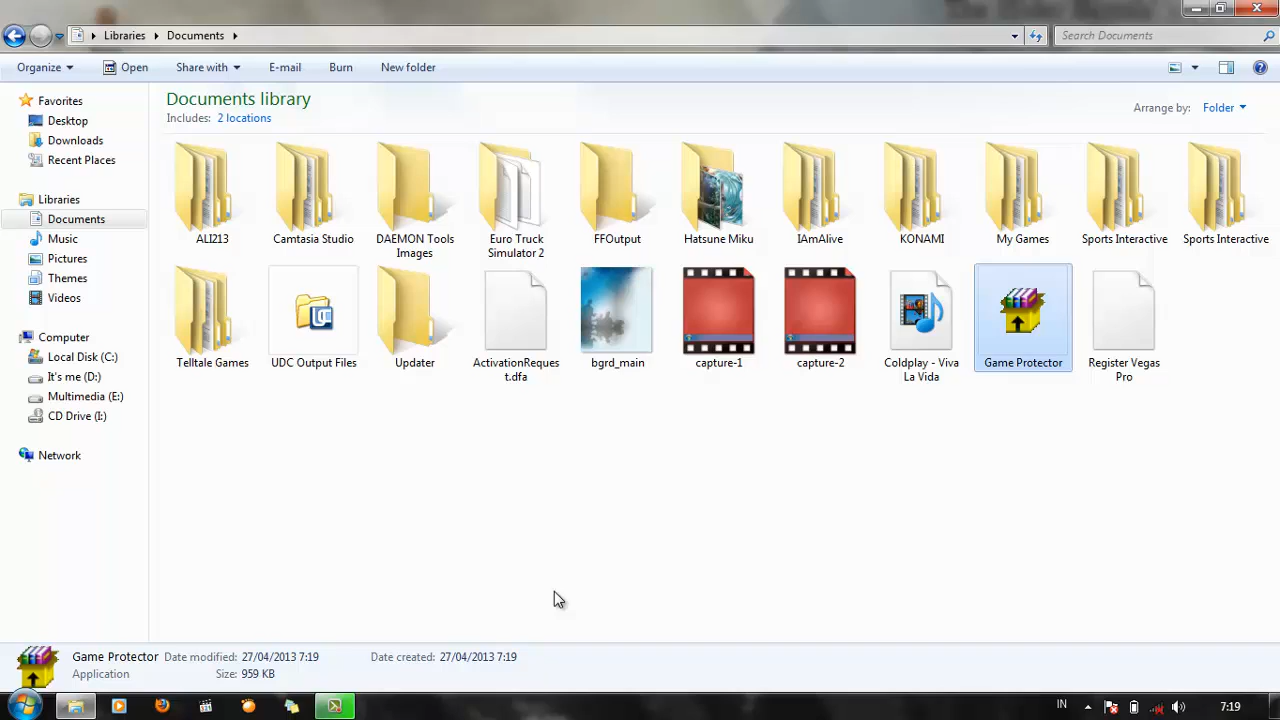 Libraries Documents
Search Documents
Organize Open Share with E-mail Burn New folder
Favorites
Desktop
Downloads
Recent Places
Libraries
Documents
Music
Pictures
Themes
Videos
Computer
Local Disk (C:)
It's me (D:)
Multimedia (E:)
CD Drive (I:)
Network
Documents library
Includes: 2 locations
Arrange by: Folder
ALI213
Camtasia Studio
DAEMON Tools
Images
Euro Truck
Simulator 2
FFOutput
Hatsune Miku
IAmAlive
KONAMI
My Games
Sports Interactive
Sports Interactive
Telltale Games
UDC Output Files
Updater
ActivationReques
t.dfa
bgrd_main
capture-1
capture-2
Coldplay - Viva
La Vida
Game Protector
Register Vegas
Pro
Game Protector Date modified: 27/04/2013 7:19 Date created: 27/04/2013 7:19
Application Size: 959 KB
IN 7:19